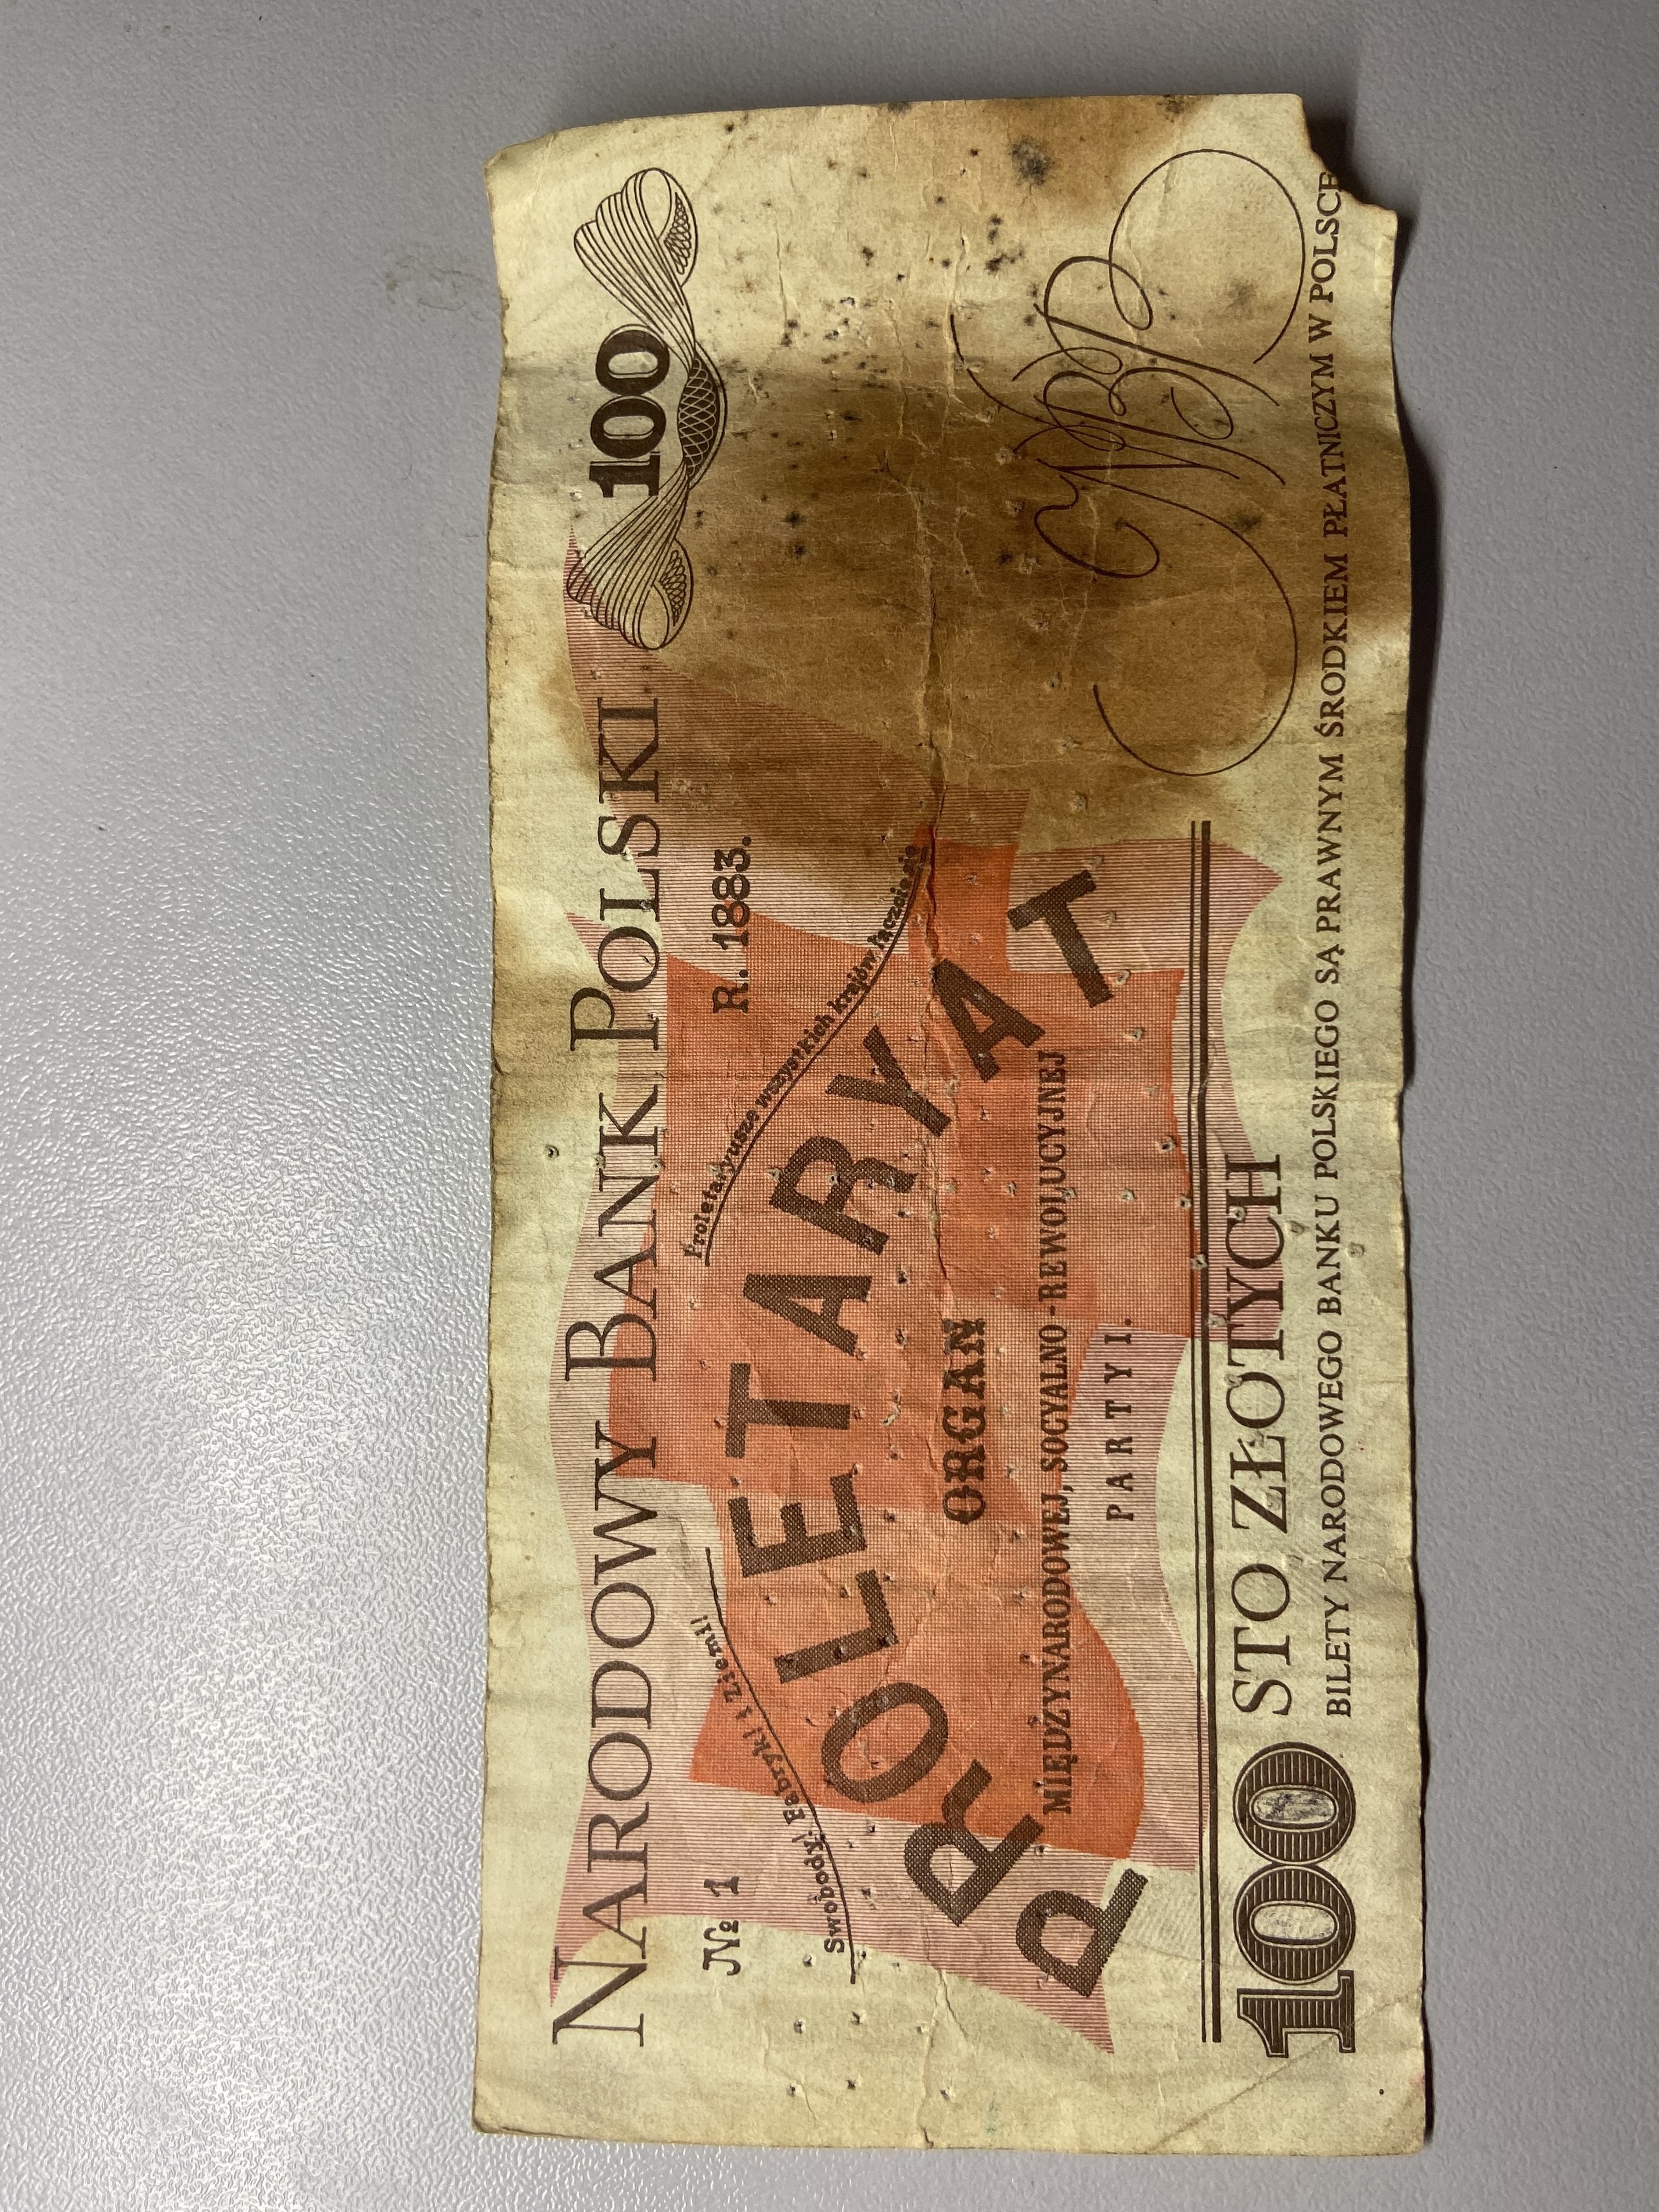 NARODOWY BANK POLSKI
100
№ 1
R. 1883.
Swobody! Fabryki i Ziemi!
Proletaryusze wszystkich krajów łączcie się
PROLETARYAT
ORGAN
MIĘDZYNARODOWEJ, SOCYALNO-REWOLUCYJNEJ
PARTYI.
NBP
100 STO ZŁOTYCH
BILETY NARODOWEGO BANKU POLSKIEGO SĄ PRAWNYM ŚRODKIEM PŁATNICZYM W POLSCE